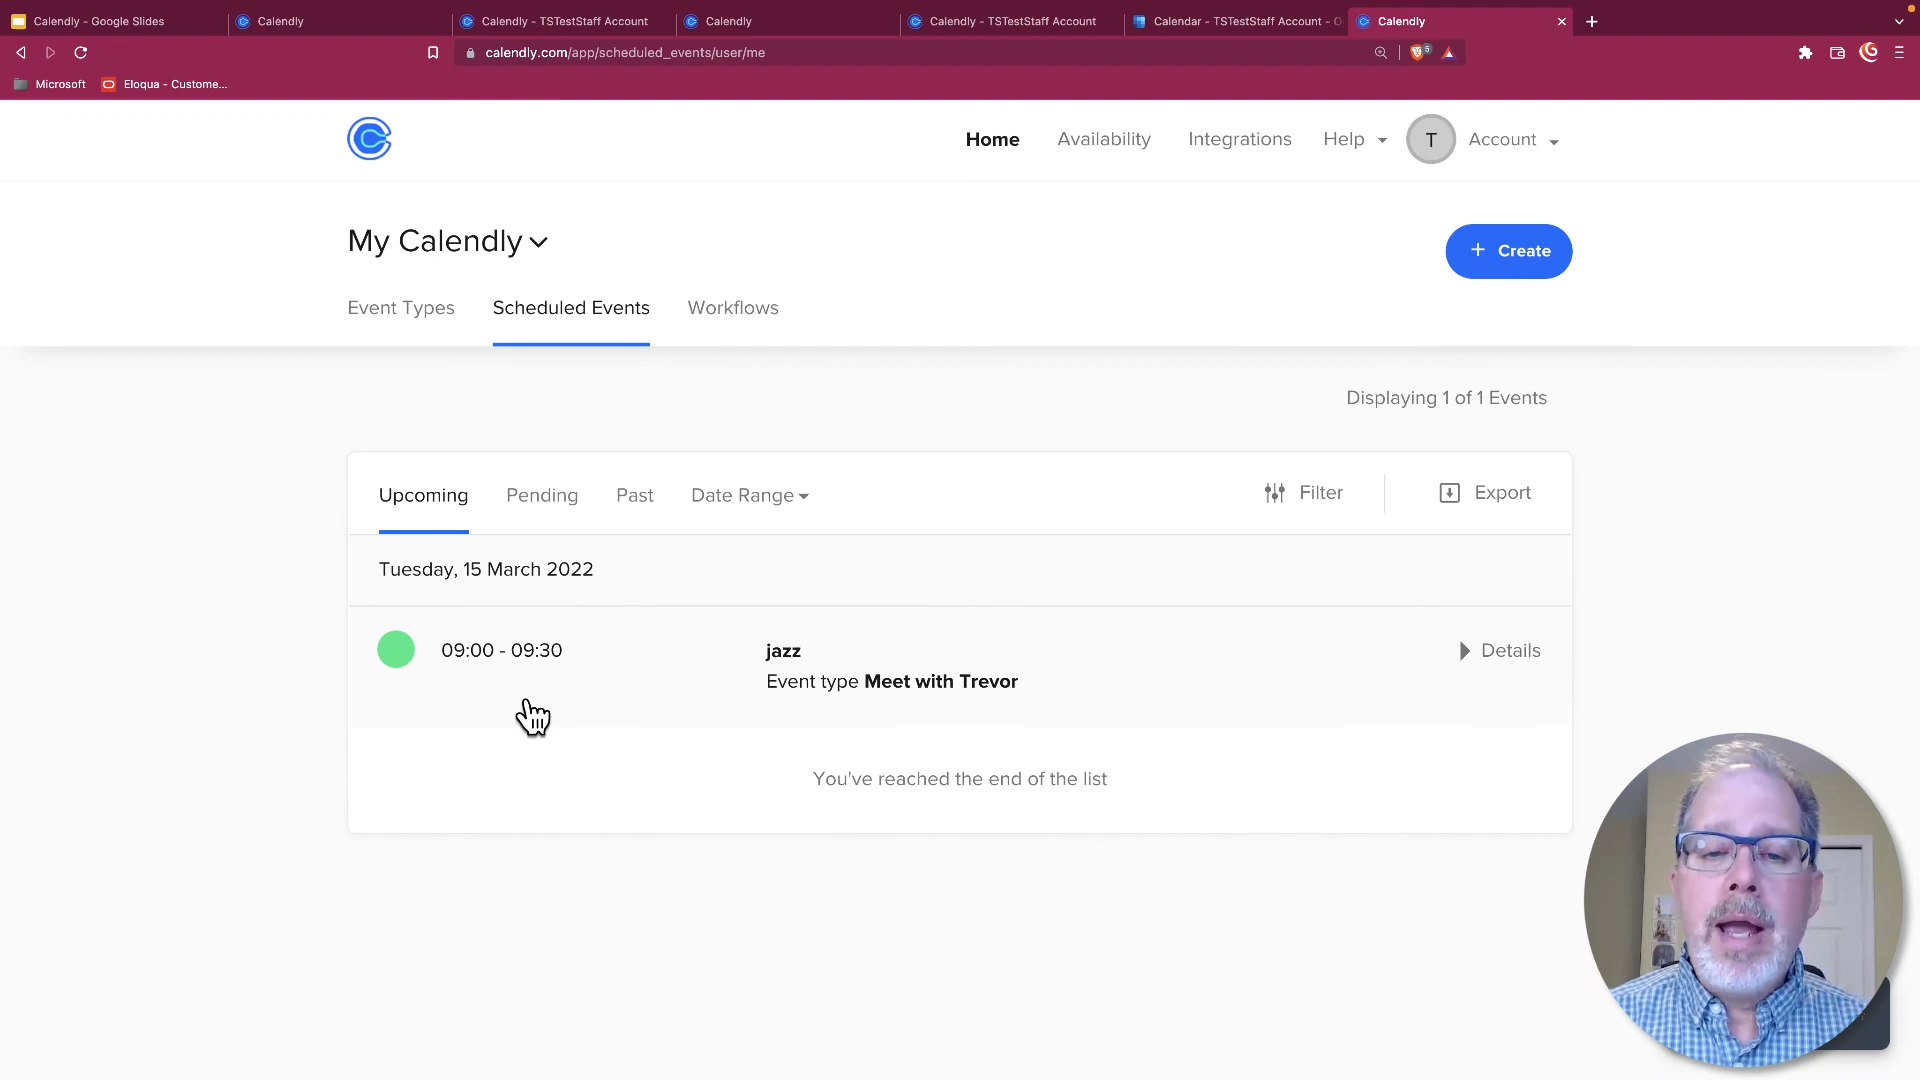 Calendly - Google Slides
Calendly
Calendly - TSTestStaff Account
Calendly
Calendly - TSTestStaff Account
Calendar - TSTestStaff Account - O
Calendly
calendly.com/app/scheduled_events/user/me
5
Microsoft
Eloqua - Custome...
Home
Availability
Integrations
Help
T
Account
My Calendly
+ Create
Event Types
Scheduled Events
Workflows
Displaying 1 of 1 Events
Upcoming
Pending
Past
Date Range
Filter
Export
Tuesday, 15 March 2022
09:00 - 09:30
jazz
Details
Event type Meet with Trevor
You've reached the end of the list